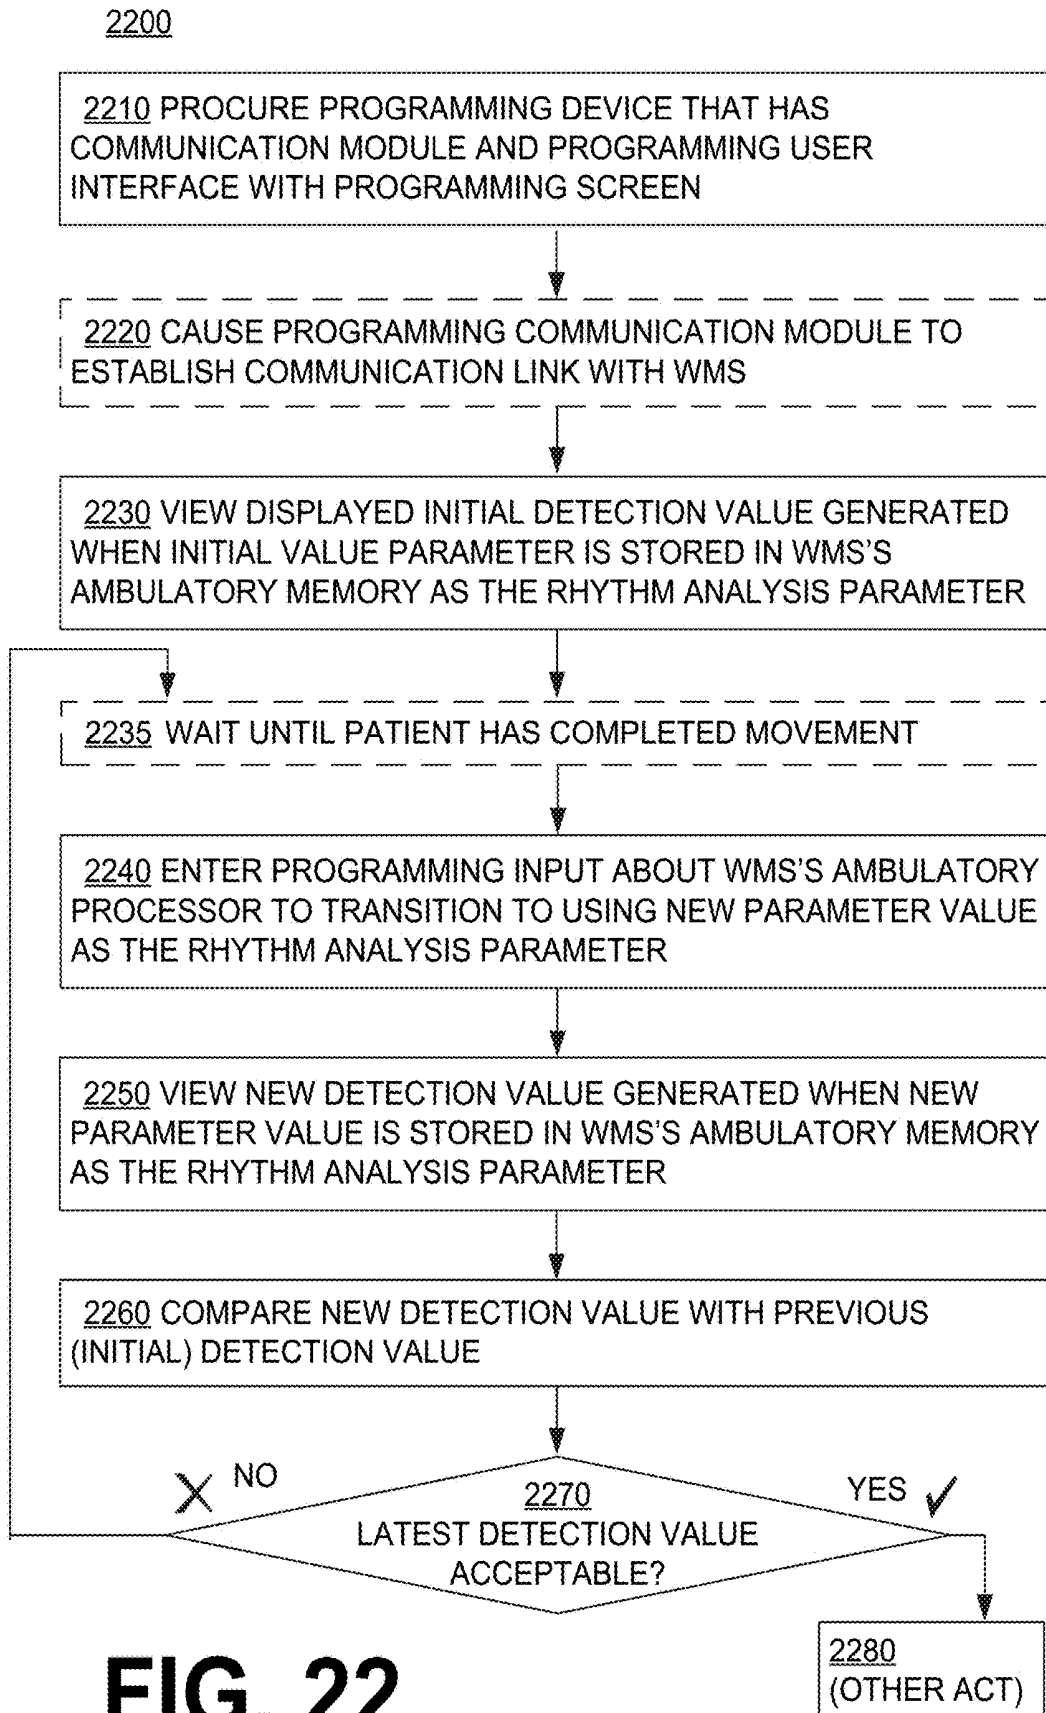 2200
2210 PROCURE PROGRAMMING DEVICE THAT HAS
COMMUNICATION MODULE AND PROGRAMMING USER
INTERFACE WITH PROGRAMMING SCREEN
2220 CAUSE PROGRAMMING COMMUNICATION MODULE TO
ESTABLISH COMMUNICATION LINK WITH WMS
2230 VIEW DISPLAYED INITIAL DETECTION VALUE GENERATED
WHEN INITIAL VALUE PARAMETER IS STORED IN WMS'S
AMBULATORY MEMORY AS THE RHYTHM ANALYSIS PARAMETER
2235 WAIT UNTIL PATIENT HAS COMPLETED MOVEMENT
2240 ENTER PROGRAMMING INPUT ABOUT WMS'S AMBULATORY
PROCESSOR TO TRANSITION TO USING NEW PARAMETER VALUE
AS THE RHYTHM ANALYSIS PARAMETER
2250 VIEW NEW DETECTION VALUE GENERATED WHEN NEW
PARAMETER VALUE IS STORED IN WMS'S AMBULATORY MEMORY
AS THE RHYTHM ANALYSIS PARAMETER
2260 COMPARE NEW DETECTION VALUE WITH PREVIOUS
(INITIAL) DETECTION VALUE
NO
YES
2270
LATEST DETECTION VALUE
ACCEPTABLE?
2280
(OTHER ACT)
FIG. 22